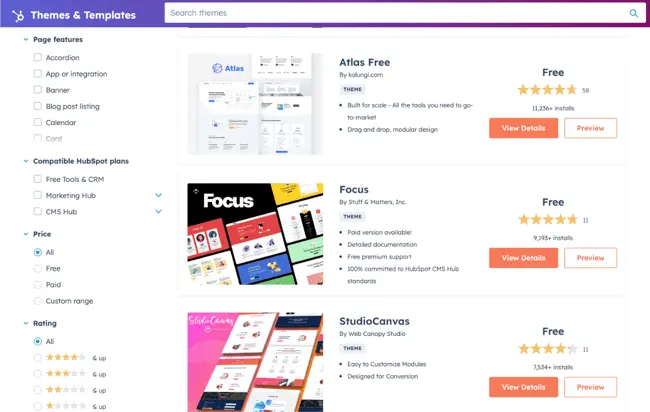 Themes & Templates
Search themes
Page features
Accordion
App or integration
Banner
Blog post listing
Calendar
Card
Compatible HubSpot plans
Free Tools & CRM
Marketing Hub
CMS Hub
Price
All
Free
Paid
Custom range
Rating
All
& up
& up
& up
& up
Atlas
Atlas Free
By kalungi.com
THEME
Built for scale - All the tools you need to go-
to-market
Drag and drop, modular design
Free
58
11,236+ installs
View Details
Preview
Focus
Focus
By Stuff & Matters, Inc.
THEME
Paid version available!
Detailed documentation
Free premium support
100% committed to HubSpot CMS Hub
standards
Free
11
9,193+ installs
View Details
Preview
StudioCanvas
StudioCanvas
By Web Canopy Studio
THEME
Easy to Customize Modules
Designed for Conversion
Free
11
7,534+ installs
View Details
Preview